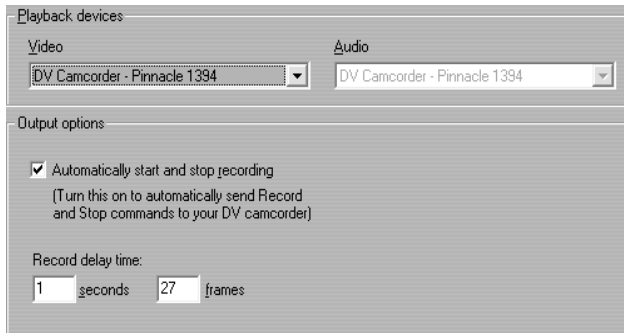 Playback devices
Video Audio
DV Camcorder - Pinnacle 1394 DV Camcorder - Pinnacle 1394
Output options
Automatically start and stop recording
(Turn this on to automatically send Record
and Stop commands to your DV camcorder)
Record delay time:
1 seconds 27 frames